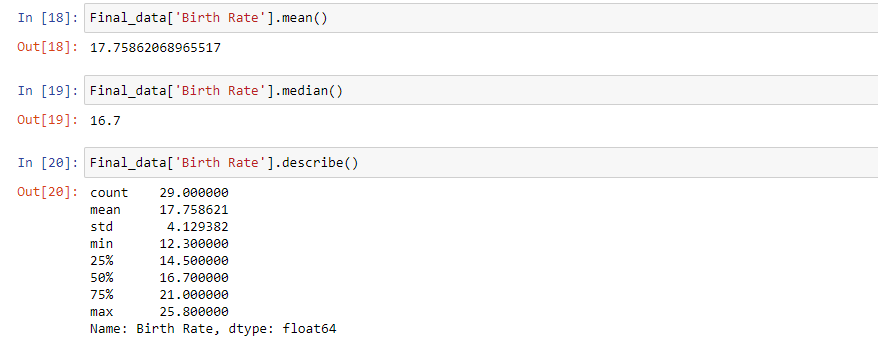 In [18]: Final_data['Birth Rate'].mean()
Out[18]: 17.75862068965517
In [19]: Final_data['Birth Rate'].median()
Out[19]: 16.7
In [20]: Final_data['Birth Rate'].describe()
Out[20]: count    29.000000
mean     17.758621
std       4.129382
min      12.300000
25%      14.500000
50%      16.700000
75%      21.000000
max      25.800000
Name: Birth Rate, dtype: float64